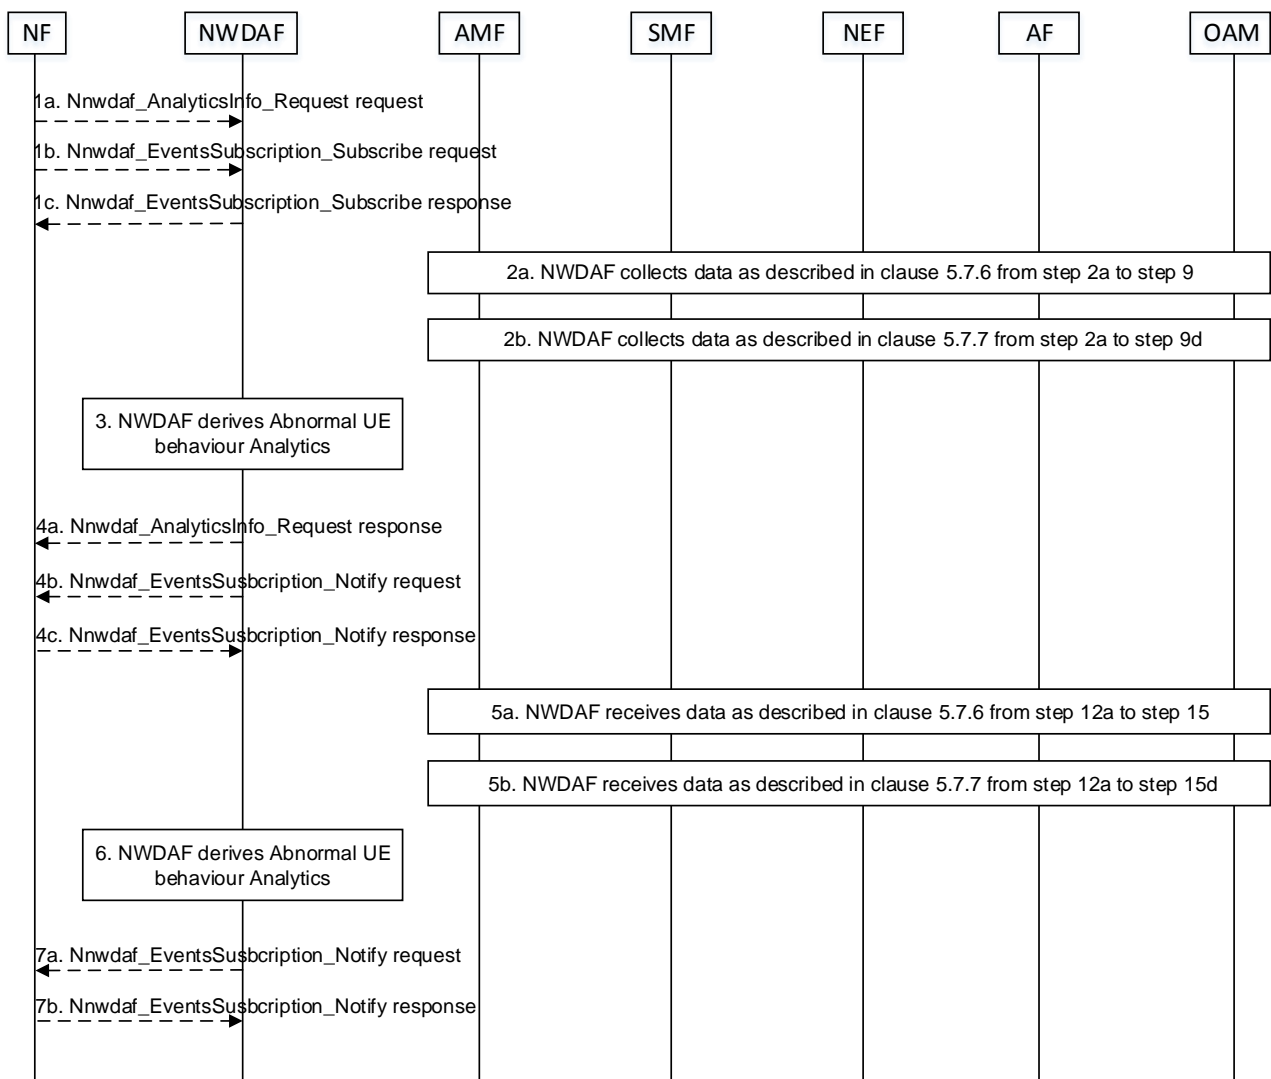 NF NWDAF AMF SMF NEF AF OAM
1a. Nnwdaf_AnalyticsInfo_Request request
1b. Nnwdaf_EventsSubscription_Subscribe request
1c. Nnwdaf_EventsSubscription_Subscribe response
2a. NWDAF collects data as described in clause 5.7.6 from step 2a to step 9
2b. NWDAF collects data as described in clause 5.7.7 from step 2a to step 9d
3. NWDAF derives Abnormal UE
behaviour Analytics
4a. Nnwdaf_AnalyticsInfo_Request response
4b. Nnwdaf_EventsSusbcription_Notify request
4c. Nnwdaf_EventsSusbcription_Notify response
5a. NWDAF receives data as described in clause 5.7.6 from step 12a to step 15
5b. NWDAF receives data as described in clause 5.7.7 from step 12a to step 15d
6. NWDAF derives Abnormal UE
behaviour Analytics
7a. Nnwdaf_EventsSusbcription_Notify request
7b. Nnwdaf_EventsSusbcription_Notify response